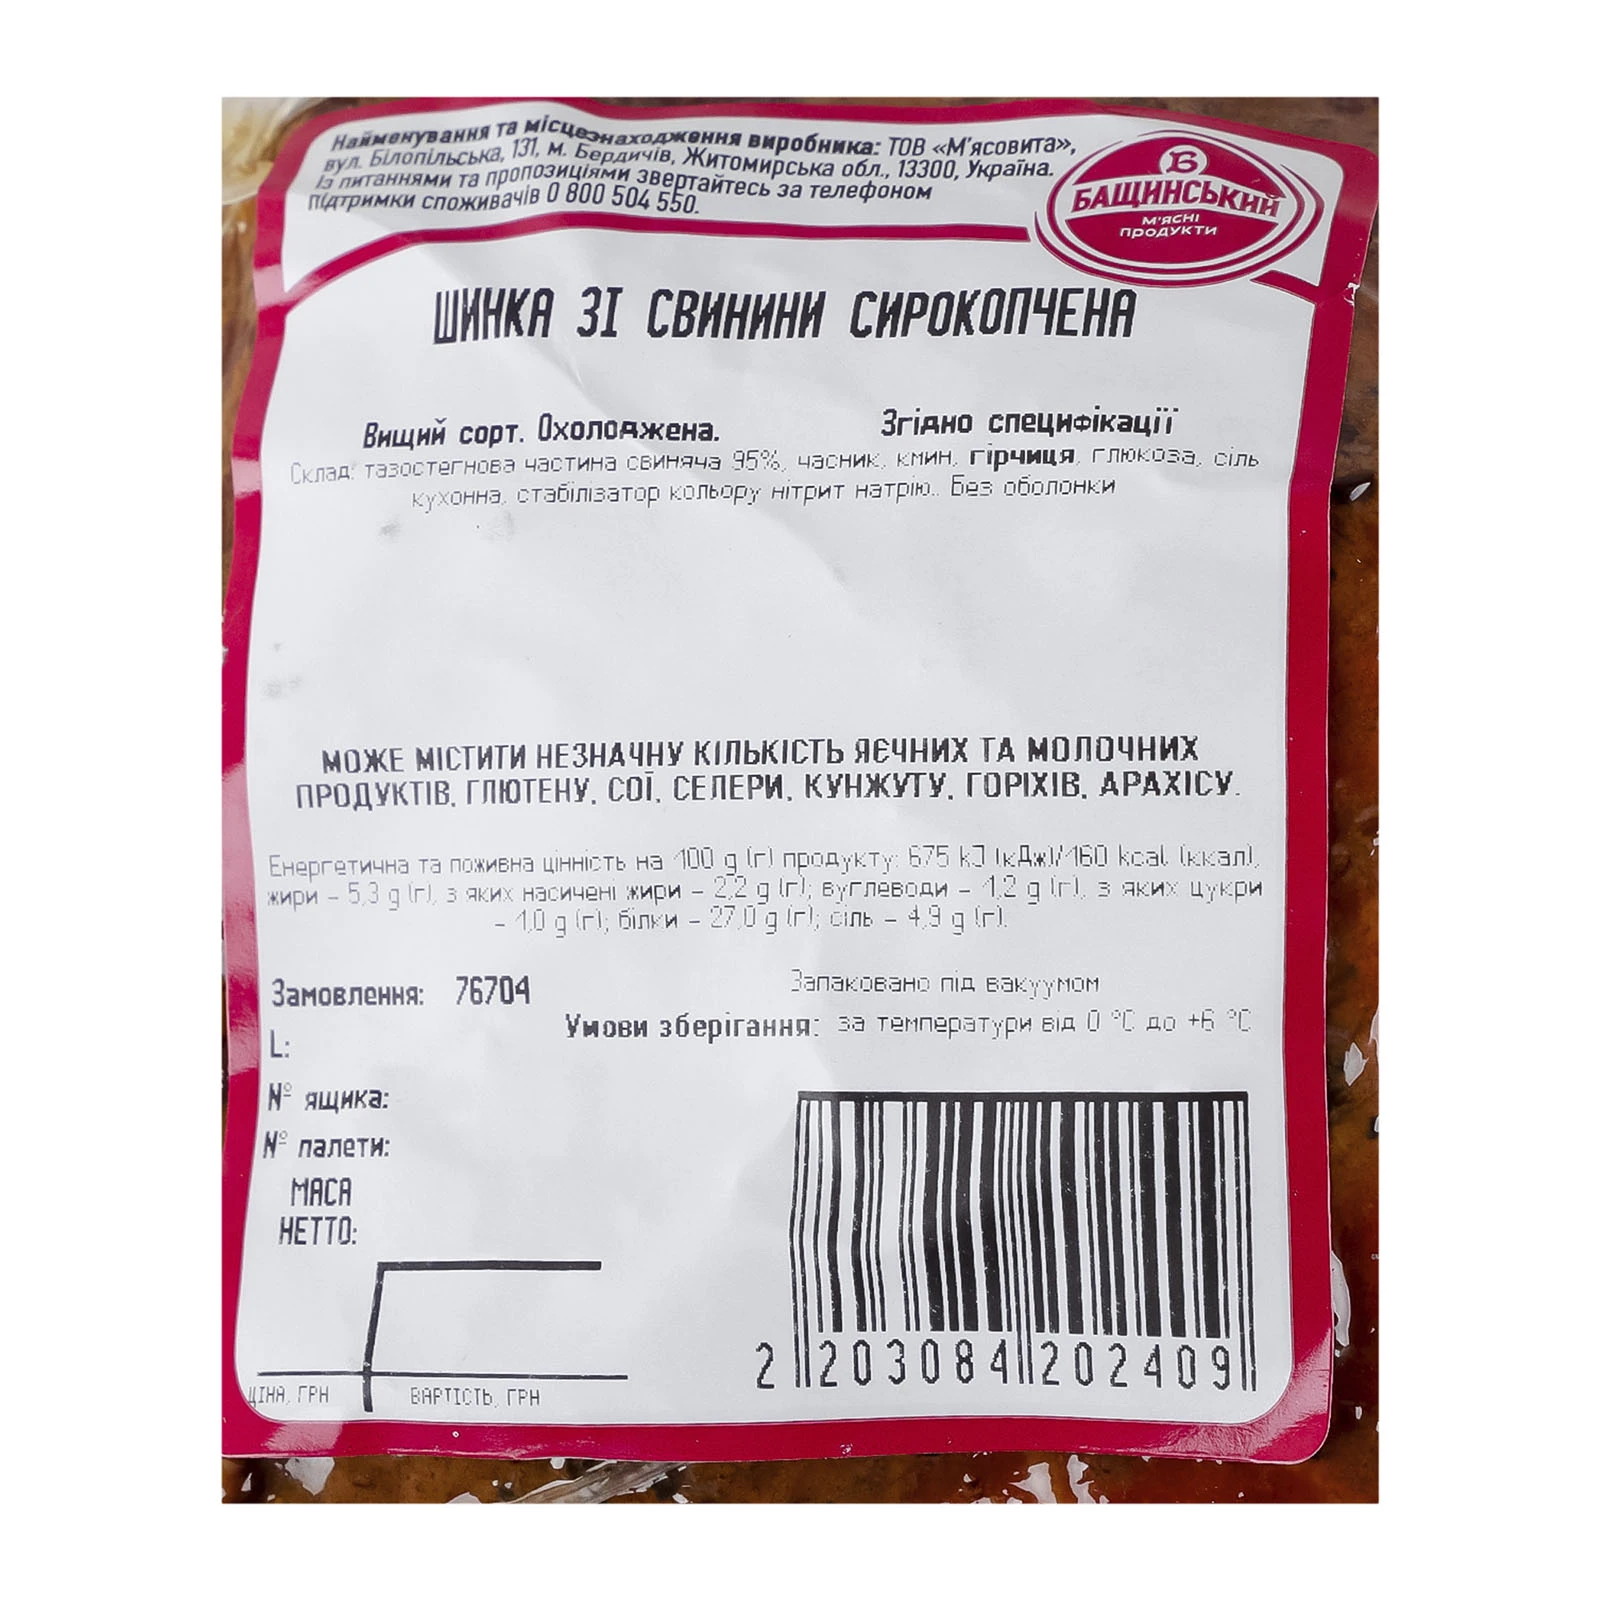 Найменування та місцезнаходження виробника: ТОВ «М'ясовита»,
вул. Білопільська, 131, м. Бердичів, Житомирська обл., 13300, Україна.
Із питаннями та пропозиціями звертайтесь за телефоном
підтримки споживачів 0 800 504 550.
В
БАЩИНСЬКИЙ
М'ЯСНІ
ПРОДУКТИ
ШИНКА ЗІ СВИНИНИ СИРОКОПЧЕНА
Вищий сорт. Охолоджена. Згідно специфікації
Склад: тазостегнова частина свиняча 95%, часник, кмин, гірчиця, глюкоза, сіль
кухонна, стабілізатор кольору нітрит натрію.. Без оболонки
МОЖЕ МІСТИТИ НЕЗНАЧНУ КІЛЬКІСТЬ ЯЄЧНИХ ТА МОЛОЧНИХ
ПРОДУКТІВ, ГЛЮТЕНУ, СОЇ, СЕЛЕРИ, КУНЖУТУ, ГОРІХІВ, АРАХІСУ.
Енергетична та поживна цінність на 100 g (г) продукту: 675 kJ (кДж)/160 kcal (ккал),
жири – 5,3 g (г), з яких насичені жири – 2,2 g (г); вуглеводи – 1,2 g (г), з яких цукри
– 1,0 g (г); білки – 27,0 g (г); сіль – 4,9 g (г).
Замовлення: 76704
Запаковано під вакуумом
Умови зберігання: за температури від 0 °C до +6 °C
L:
№ ящика:
№ палети:
МАСА
НЕТТО:
ЦІНА, ГРН ВАРТІСТЬ, ГРН
2 203084 202409